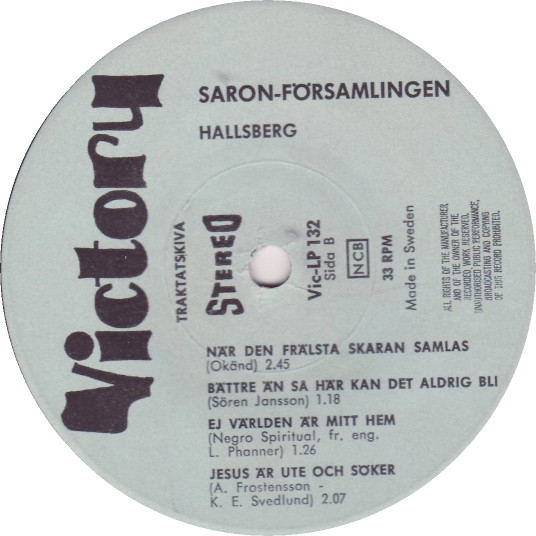 Victory
SARON-FÖRSAMLINGEN
HALLSBERG
TRAKTATSKIVA
STEREO
Vic-LP 132
Sida B
NCB
33 RPM
Made in Sweden
ALL RIGHTS OF THE MANUFACTURER
AND OF THE OWNER OF THE
RECORDED WORK RESERVED.
UNAUTHORISED PUBLIC PERFORMANCE,
BROADCASTING AND COPYING
OF THIS RECORD PROHIBITED.
NÄR DEN FRÄLSTA SKARAN SAMLAS
(Okänd) 2.45
BÄTTRE ÄN SA HÄR KAN DET ALDRIG BLI
(Sören Jansson) 1.18
EJ VÄRLDEN ÄR MITT HEM
(Negro Spiritual, fr. eng.
L. Phanner) 1.26
JESUS ÄR UTE OCH SÖKER
(A. Frostensson -
K. E. Svedlund) 2.07